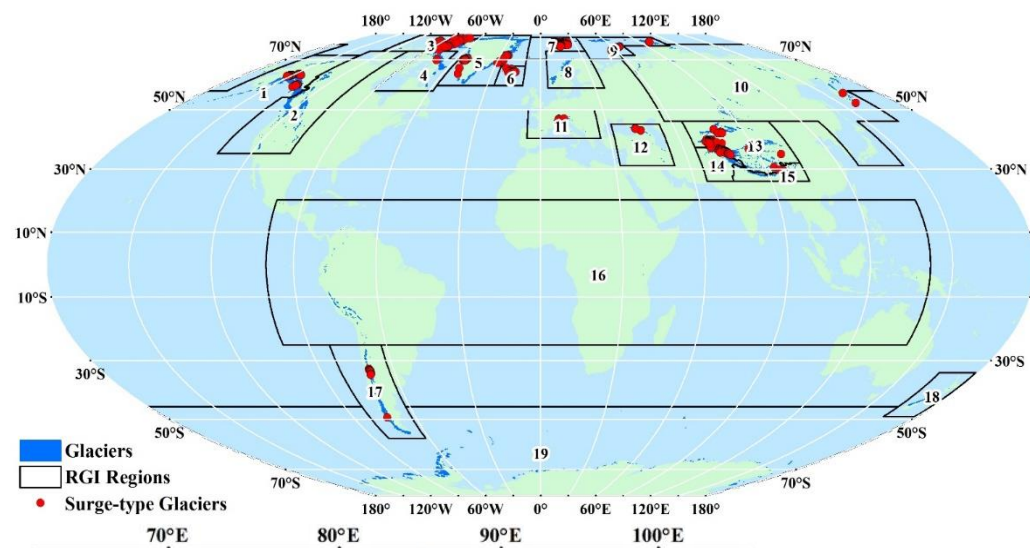 180° 120°W 60°W 0° 60°E 120°E 180°
70°N 70°N
3 7 9
5
4 6 8
1 10
50°N 2 50°N
11
12 13
14
15
30°N 30°N
10°N 10°N
16
10°S 10°S
30°S 30°S
17
18
50°S 50°S
Glaciers
19
RGI Regions
70°S 70°S
Surge-type Glaciers
180° 120°W 60°W 0° 60°E 120°E 180°
70°E 80°E 90°E 100°E